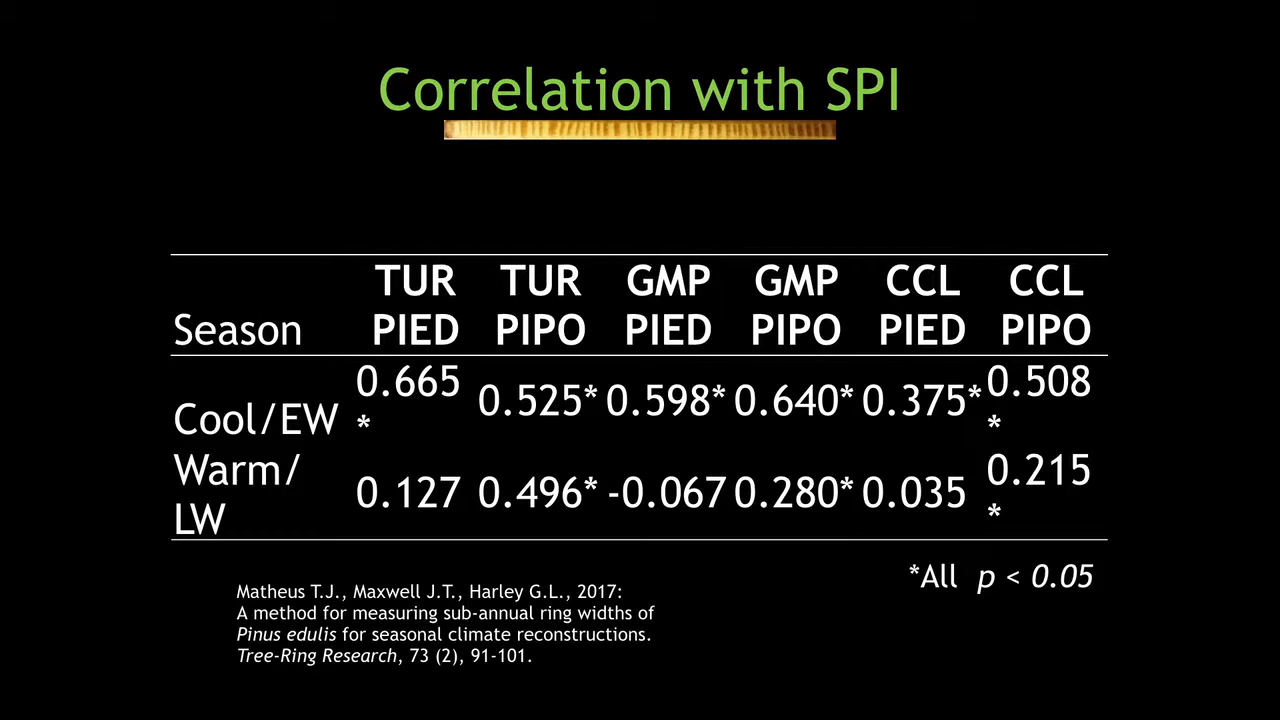 Correlation with SPI
Season TUR PIED TUR PIPO GMP PIED GMP PIPO CCL PIED CCL PIPO
Cool/EW 0.665* 0.525* 0.598* 0.640* 0.375* 0.508*
Warm/LW 0.127 0.496* -0.067 0.280* 0.035 0.215*
*All p < 0.05
Matheus T.J., Maxwell J.T., Harley G.L., 2017:
A method for measuring sub-annual ring widths of
Pinus edulis for seasonal climate reconstructions.
Tree-Ring Research, 73 (2), 91-101.